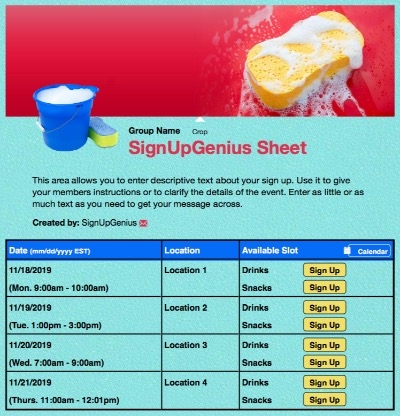 Group Name Crop
SignUpGenius Sheet
This area allows you to enter descriptive text about your sign up. Use it to give
your members instructions or to clarify the details of the event. Enter as little or as
much text as you need to get your message across.
Created by: SignUpGenius
Date (mm/dd/yyyy EST) Location Available Slot Calendar
11/18/2019 Location 1 Drinks Sign Up
(Mon. 9:00am - 10:00am) Snacks Sign Up
11/19/2019 Location 2 Drinks Sign Up
(Tue. 1:00pm - 3:00pm) Snacks Sign Up
11/20/2019 Location 3 Drinks Sign Up
(Wed. 7:00am - 9:00am) Snacks Sign Up
11/21/2019 Location 4 Drinks Sign Up
(Thurs. 11:00am - 12:01pm) Snacks Sign Up